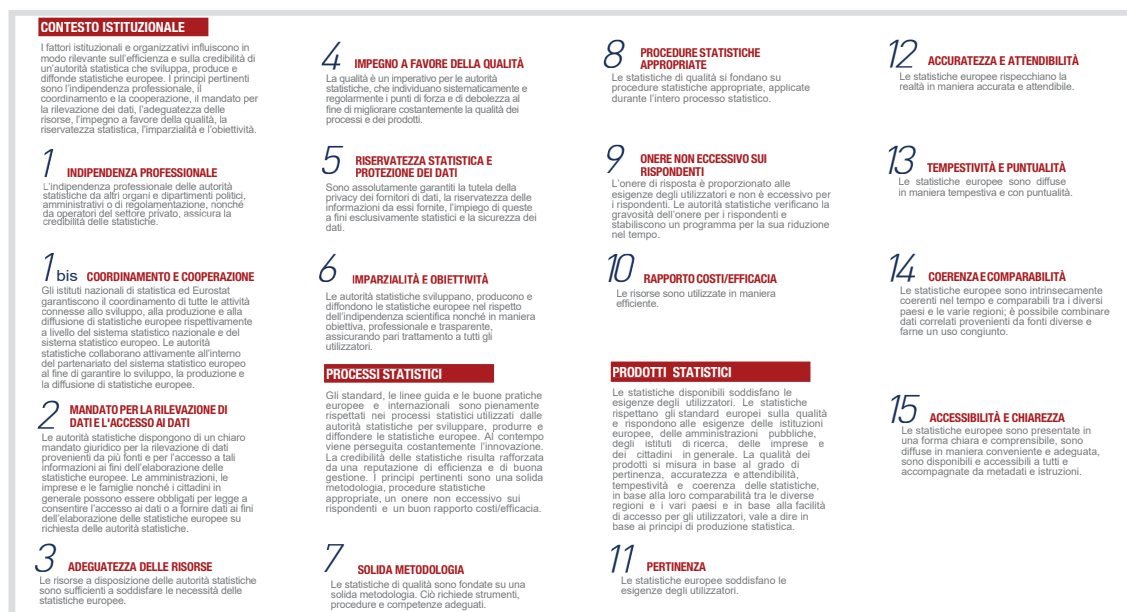 CONTESTO ISTITUZIONALE
I fattori istituzionali e organizzativi influiscono in
modo rilevante sull'efficienza e sulla credibilità di
un'autorità statistica che sviluppa, produce e
diffonde statistiche europee. I principi pertinenti
sono l'indipendenza professionale, il
coordinamento e la cooperazione, il mandato per
la rilevazione dei dati, l'adeguatezza delle
risorse, l'impegno a favore della qualità, la
riservatezza statistica, l'imparzialità e l'obiettività.
1 INDIPENDENZA PROFESSIONALE
L'indipendenza professionale delle autorità
statistiche da altri organi e dipartimenti politici,
amministrativi o di regolamentazione, nonché
da operatori del settore privato, assicura la
credibilità delle statistiche.
1 bis COORDINAMENTO E COOPERAZIONE
Gli istituti nazionali di statistica ed Eurostat
garantiscono il coordinamento di tutte le attività
connesse allo sviluppo, alla produzione e alla
diffusione di statistiche europee rispettivamente
a livello del sistema statistico nazionale e del
sistema statistico europeo. Le autorità
statistiche collaborano attivamente all'interno
del partenariato del sistema statistico europeo
al fine di garantire lo sviluppo, la produzione e
la diffusione di statistiche europee.
2 MANDATO PER LA RILEVAZIONE DI
DATI E L'ACCESSO AI DATI
Le autorità statistiche dispongono di un chiaro
mandato giuridico per la rilevazione di dati
provenienti da più fonti e per l'accesso a tali
informazioni ai fini dell'elaborazione delle
statistiche europee. Le amministrazioni, le
imprese e le famiglie nonché i cittadini in
generale possono essere obbligati per legge a
consentire l'accesso ai dati o a fornire dati ai fini
dell'elaborazione delle statistiche europee su
richiesta delle autorità statistiche.
3 ADEGUATEZZA DELLE RISORSE
Le risorse a disposizione delle autorità statistiche
sono sufficienti a soddisfare le necessità delle
statistiche europee.
4 IMPEGNO A FAVORE DELLA QUALITÀ
La qualità è un imperativo per le autorità
statistiche, che individuano sistematicamente e
regolarmente i punti di forza e di debolezza al
fine di migliorare costantemente la qualità dei
processi e dei prodotti.
5 RISERVATEZZA STATISTICA E
PROTEZIONE DEI DATI
Sono assolutamente garantiti la tutela della
privacy dei fornitori di dati, la riservatezza delle
informazioni da essi fornite, l'impiego di queste
a fini esclusivamente statistici e la sicurezza dei
dati.
6 IMPARZIALITÀ E OBIETTIVITÀ
Le autorità statistiche sviluppano, producono e
diffondono le statistiche europee nel rispetto
dell'indipendenza scientifica nonché in maniera
obiettiva, professionale e trasparente,
assicurando pari trattamento a tutti gli
utilizzatori.
PROCESSI STATISTICI
Gli standard, le linee guida e le buone pratiche
europee e internazionali sono pienamente
rispettati nei processi statistici utilizzati dalle
autorità statistiche per sviluppare, produrre e
diffondere le statistiche europee. Al contempo
viene perseguita costantemente l'innovazione.
La credibilità delle statistiche risulta rafforzata
da una reputazione di efficienza e di buona
gestione. I principi pertinenti sono una solida
metodologia, procedure statistiche
appropriate, un onere non eccessivo sui
rispondenti e un buon rapporto costi/efficacia.
7 SOLIDA METODOLOGIA
Le statistiche di qualità sono fondate su una
solida metodologia. Ciò richiede strumenti,
procedure e competenze adeguati.
8 PROCEDURE STATISTICHE
APPROPRIATE
Le statistiche di qualità si fondano su
procedure statistiche appropriate, applicate
durante l'intero processo statistico.
9 ONERE NON ECCESSIVO SUI
RISPONDENTI
L'onere di risposta è proporzionato alle
esigenze degli utilizzatori e non è eccessivo per
i rispondenti. Le autorità statistiche verificano la
gravosità dell'onere per i rispondenti e
stabiliscono un programma per la sua riduzione
nel tempo.
10 RAPPORTO COSTI/EFFICACIA
Le risorse sono utilizzate in maniera
efficiente.
PRODOTTI STATISTICI
Le statistiche disponibili soddisfano le
esigenze degli utilizzatori. Le statistiche
rispettano gli standard europei sulla qualità
e rispondono alle esigenze delle istituzioni
europee, delle amministrazioni pubbliche,
degli istituti di ricerca, delle imprese e
dei cittadini in generale. La qualità dei
prodotti si misura in base al grado di
pertinenza, accuratezza e attendibilità,
tempestività e coerenza delle statistiche,
in base alla loro comparabilità tra le diverse
regioni e i vari paesi e in base alla facilità
di accesso per gli utilizzatori, vale a dire in
base ai principi di produzione statistica.
11 PERTINENZA
Le statistiche europee soddisfano le
esigenze degli utilizzatori.
12 ACCURATEZZA E ATTENDIBILITÀ
Le statistiche europee rispecchiano la
realtà in maniera accurata e attendibile.
13 TEMPESTIVITÀ E PUNTUALITÀ
Le statistiche europee sono diffuse
in maniera tempestiva e con puntualità.
14 COERENZA E COMPARABILITÀ
Le statistiche europee sono intrinsecamente
coerenti nel tempo e comparabili tra i diversi
paesi e le varie regioni; è possibile combinare
dati correlati provenienti da fonti diverse e
farne un uso congiunto.
15 ACCESSIBILITÀ E CHIAREZZA
Le statistiche europee sono presentate in
una forma chiara e comprensibile, sono
diffuse in maniera conveniente e adeguata,
sono disponibili e accessibili a tutti e
accompagnate da metadati e istruzioni.